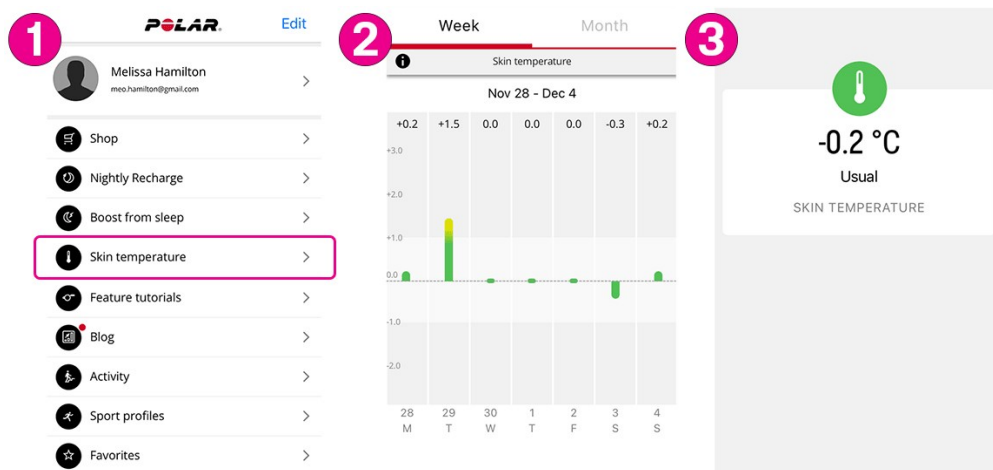 1
POLAR.
Edit
Melissa Hamilton
meo.hamilton@gmail.com
Shop
Nightly Recharge
Boost from sleep
Skin temperature
Feature tutorials
Blog
Activity
Sport profiles
Favorites
2
Week Month
Skin temperature
Nov 28 - Dec 4
+0.2 +1.5 0.0 0.0 0.0 -0.3 +0.2
+3.0
+2.0
+1.0
0.0
-1.0
-2.0
28 29 30 1 2 3 4
M T W T F S S
3
-0.2 °C
Usual
SKIN TEMPERATURE